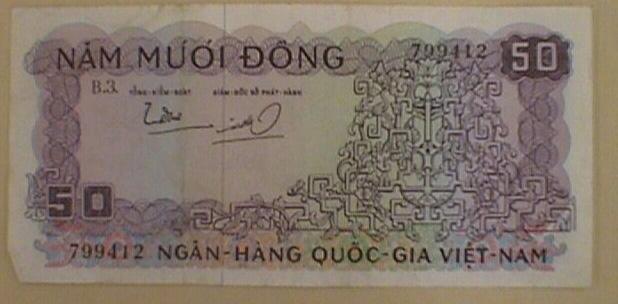 NĂM MƯƠI ĐỒNG
799412 50
B.3. TỔNG-KIỂM-SOÁT GIÁM-ĐỐC SỞ PHÁT-HÀNH
50
799412 NGÂN-HÀNG QUỐC-GIA VIỆT-NAM